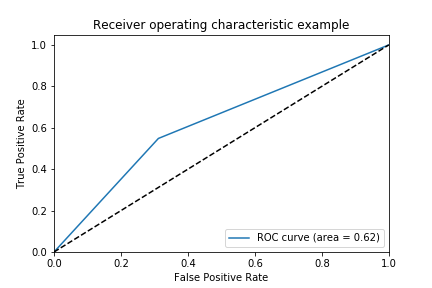 Receiver operating characteristic example
1.0
0.8
0.6
0.4
0.2
0.0
True Positive Rate
ROC curve (area = 0.62)
0.0 0.2 0.4 0.6 0.8 1.0
False Positive Rate